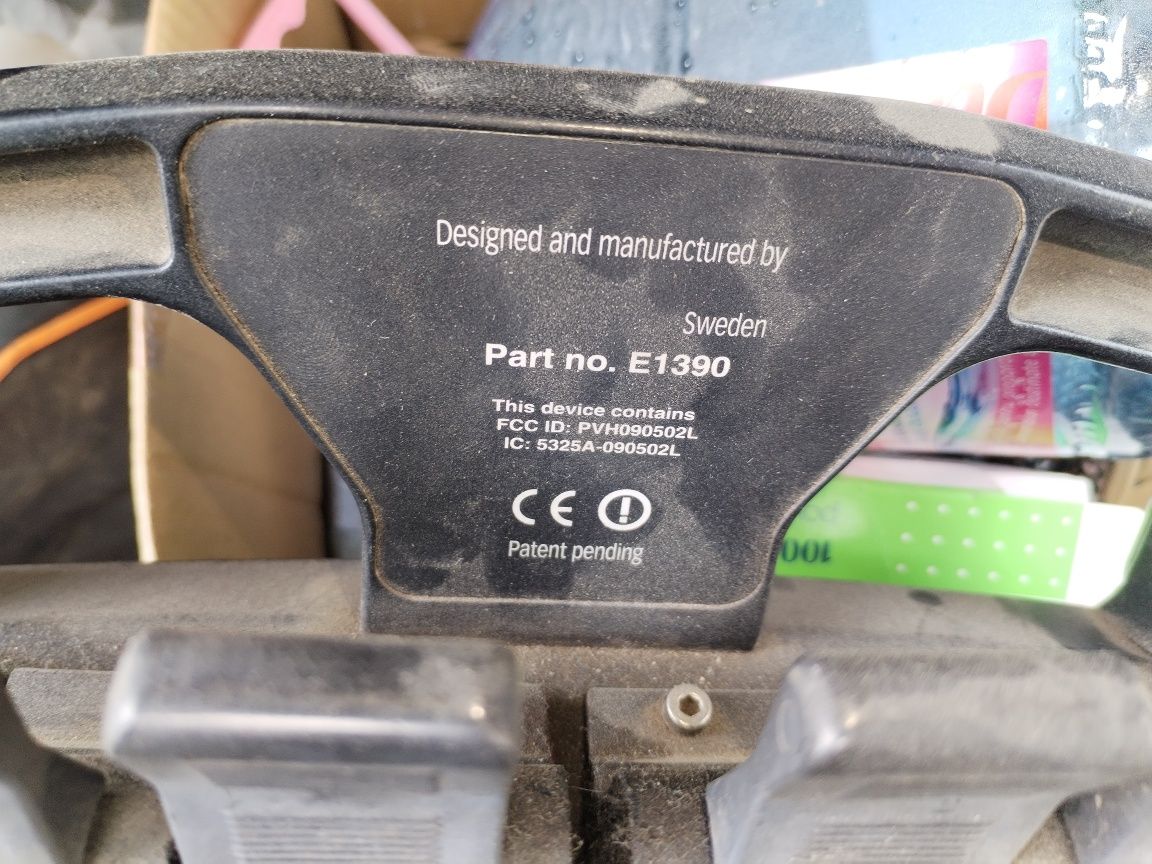 Designed and manufactured by
Sweden
Part no. E1390
This device contains
FCC ID: PVH090502L
IC: 5325A-090502L
CE
Patent pending
100